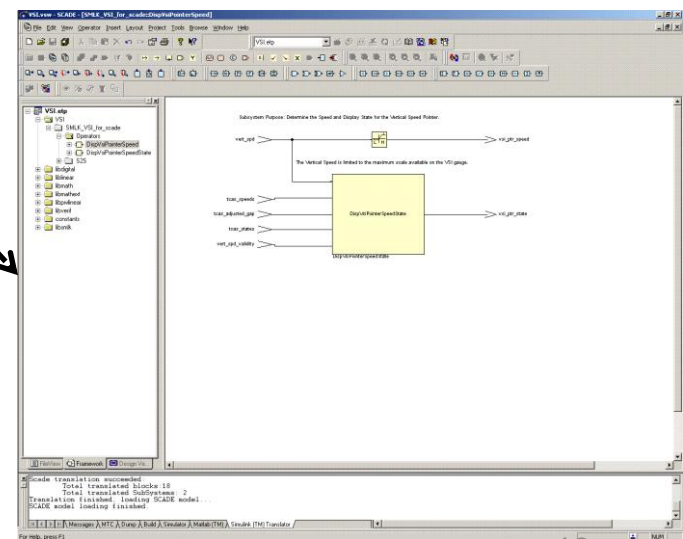 VSI.vsw - SCADE - [SMLK_VSI_for_scade::DispVsiPointerSpeed]
File Edit View Operator Insert Layout Project Tools Browse Window Help
VSI.etp
VSI.etp
VSI
SMLK_VSI_for_scade
Operators
DispVsiPointerSpeed
DispVsiPointerSpeedState
S25
libdigital
liblinear
libmath
libmathext
libpwlinear
libverif
constants
libsmlk
Subsystem Purpose: Determine the Speed and Display State for the Vertical Speed Pointer.
vert_spd
vsi_ptr_speed
The Vertical Speed is limited to the maximum scale available on the VSI gauge.
tcas_speeds
tcas_adjusted_gap
DispVsiPointerSpeedState
vsi_ptr_state
tcas_states
vert_spd_validity
DispVsiPointerSpeedState
FileView Framework Design Ve...
Scade translation succeeded
Total translated blocks:18
Total translated SubSystems: 2
Translation finished, loading SCADE model...
SCADE model loading finished.
Messages MTC Dump Build Simulator Matlab (TM) Simulink (TM) Translator
For Help, press F1
NUM